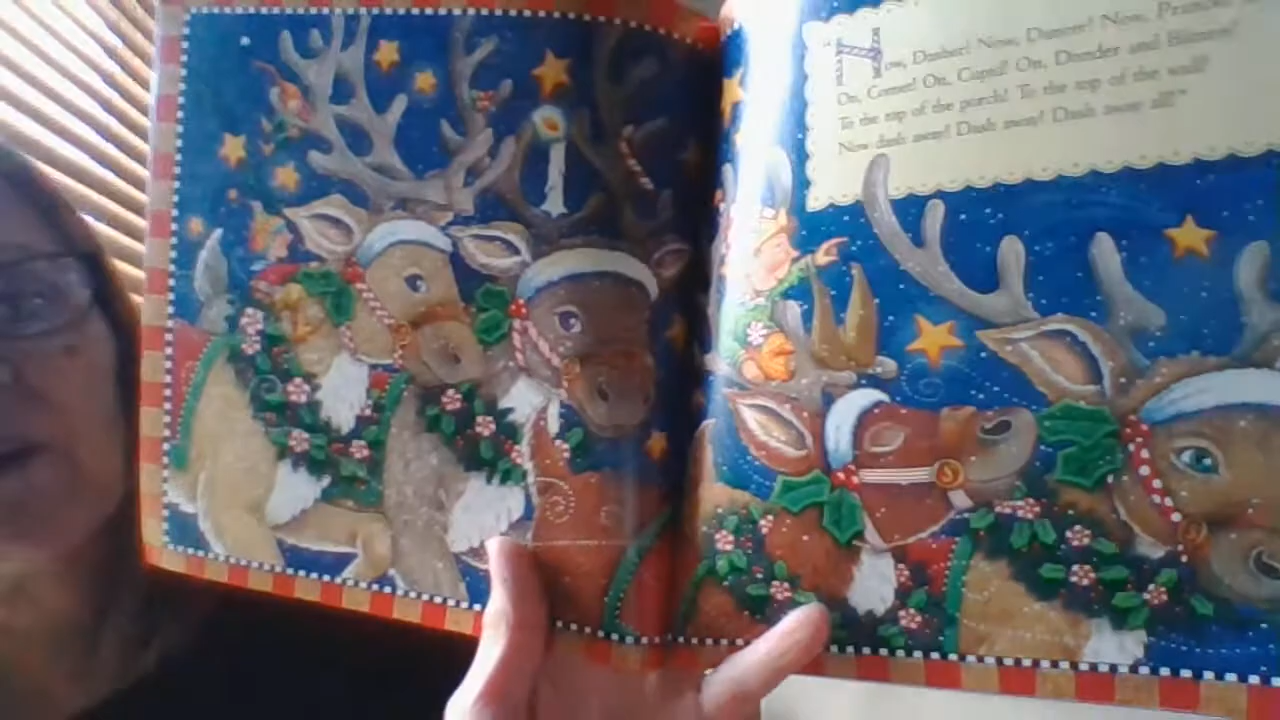 "Now, Dasher! Now, Dancer! Now, Prancer
On, Comet! On, Cupid! On, Donder and Blitzen!
To the top of the porch! To the top of the wall!
Now dash away! Dash away! Dash away all!"
S